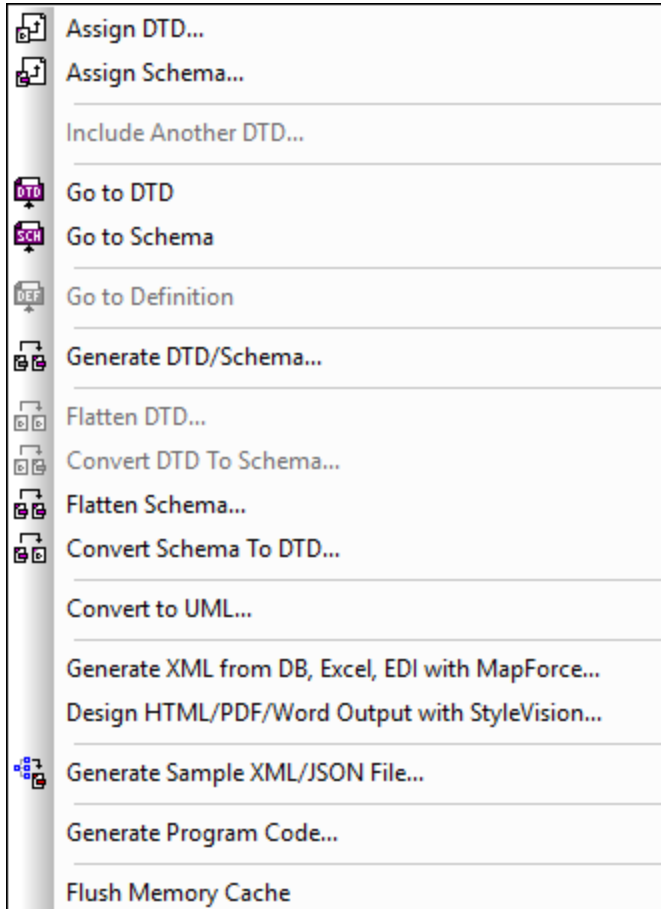 Assign DTD...
Assign Schema...
Include Another DTD...
DTD Go to DTD
SCH Go to Schema
DEF Go to Definition
Generate DTD/Schema...
Flatten DTD...
Convert DTD To Schema...
Flatten Schema...
Convert Schema To DTD...
Convert to UML...
Generate XML from DB, Excel, EDI with MapForce...
Design HTML/PDF/Word Output with StyleVision...
Generate Sample XML/JSON File...
Generate Program Code...
Flush Memory Cache